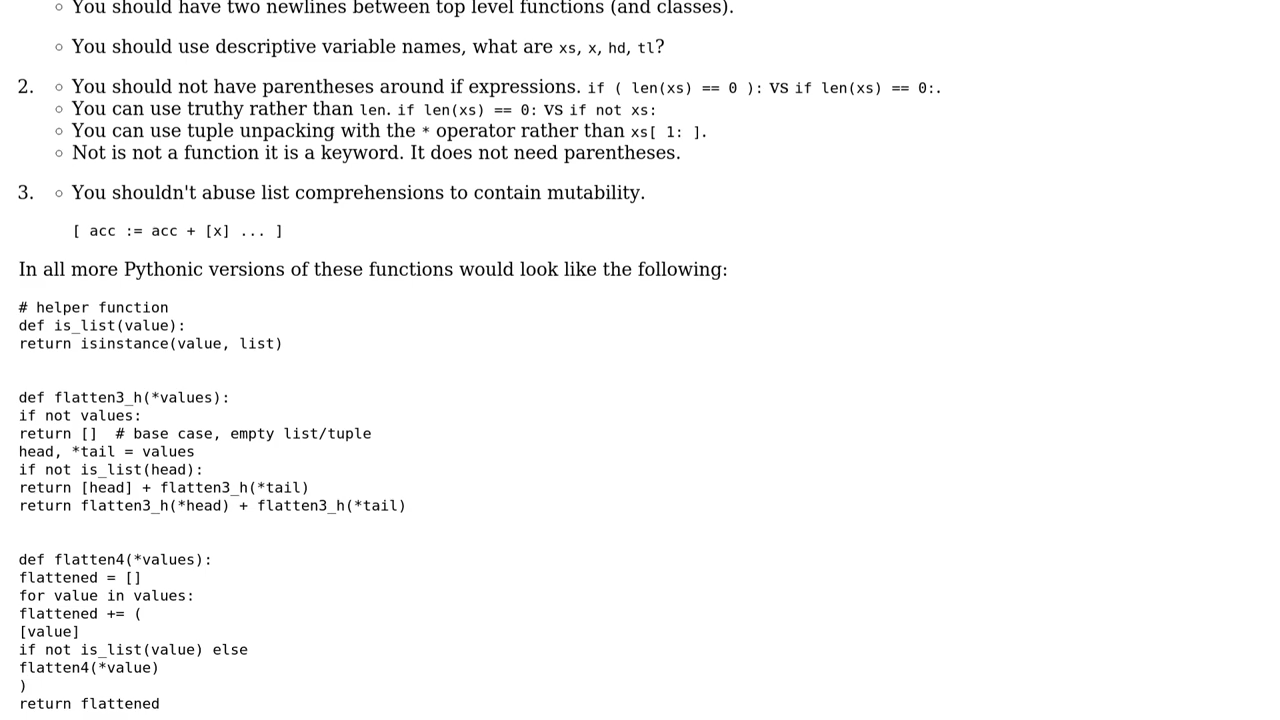 ◦ You should have two newlines between top level functions (and classes).
◦ You should use descriptive variable names, what are xs, x, hd, tl?
2. ◦ You should not have parentheses around if expressions. if ( len(xs) == 0 ): VS if len(xs) == 0:.
◦ You can use truthy rather than len. if len(xs) == 0: VS if not xs:
◦ You can use tuple unpacking with the * operator rather than xs[ 1: ].
◦ Not is not a function it is a keyword. It does not need parentheses.
3. ◦ You shouldn't abuse list comprehensions to contain mutability.
[ acc := acc + [x] ... ]
In all more Pythonic versions of these functions would look like the following:
# helper function
def is_list(value):
return isinstance(value, list)
def flatten3_h(*values):
if not values:
return []  # base case, empty list/tuple
head, *tail = values
if not is_list(head):
return [head] + flatten3_h(*tail)
return flatten3_h(*head) + flatten3_h(*tail)
def flatten4(*values):
flattened = []
for value in values:
flattened += (
[value]
if not is_list(value) else
flatten4(*value)
)
return flattened